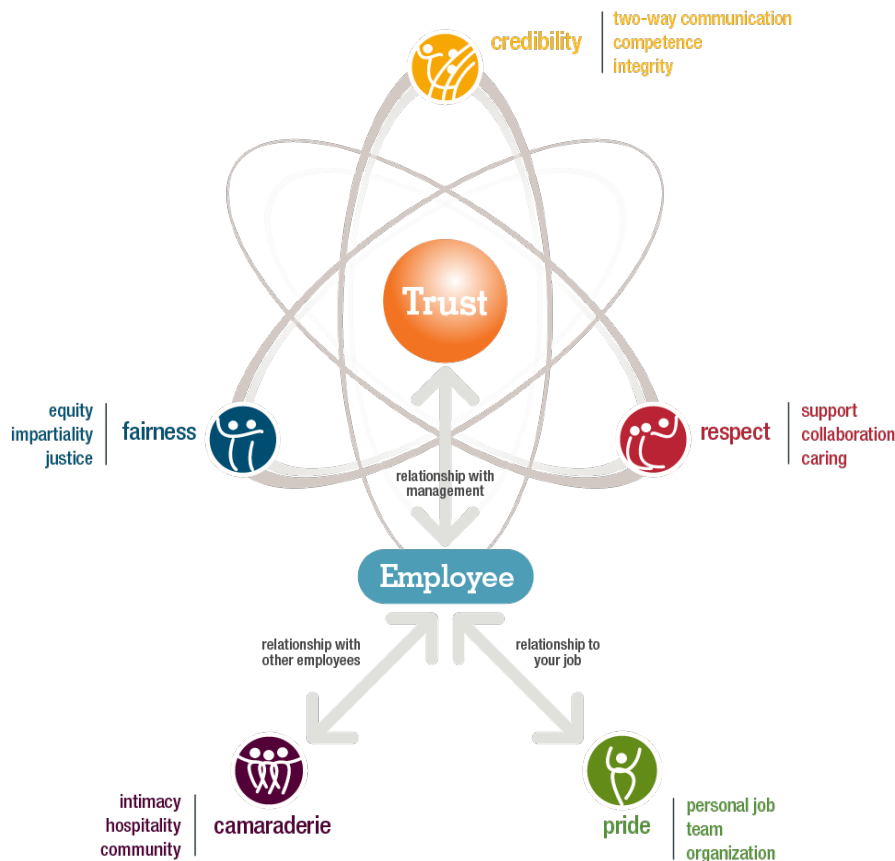 credibility
two-way communication
competence
integrity
Trust
equity
impartiality
justice
fairness
respect
support
collaboration
caring
relationship with
management
Employee
relationship with
other employees
relationship to
your job
intimacy
hospitality
community
camaraderie
pride
personal job
team
organization